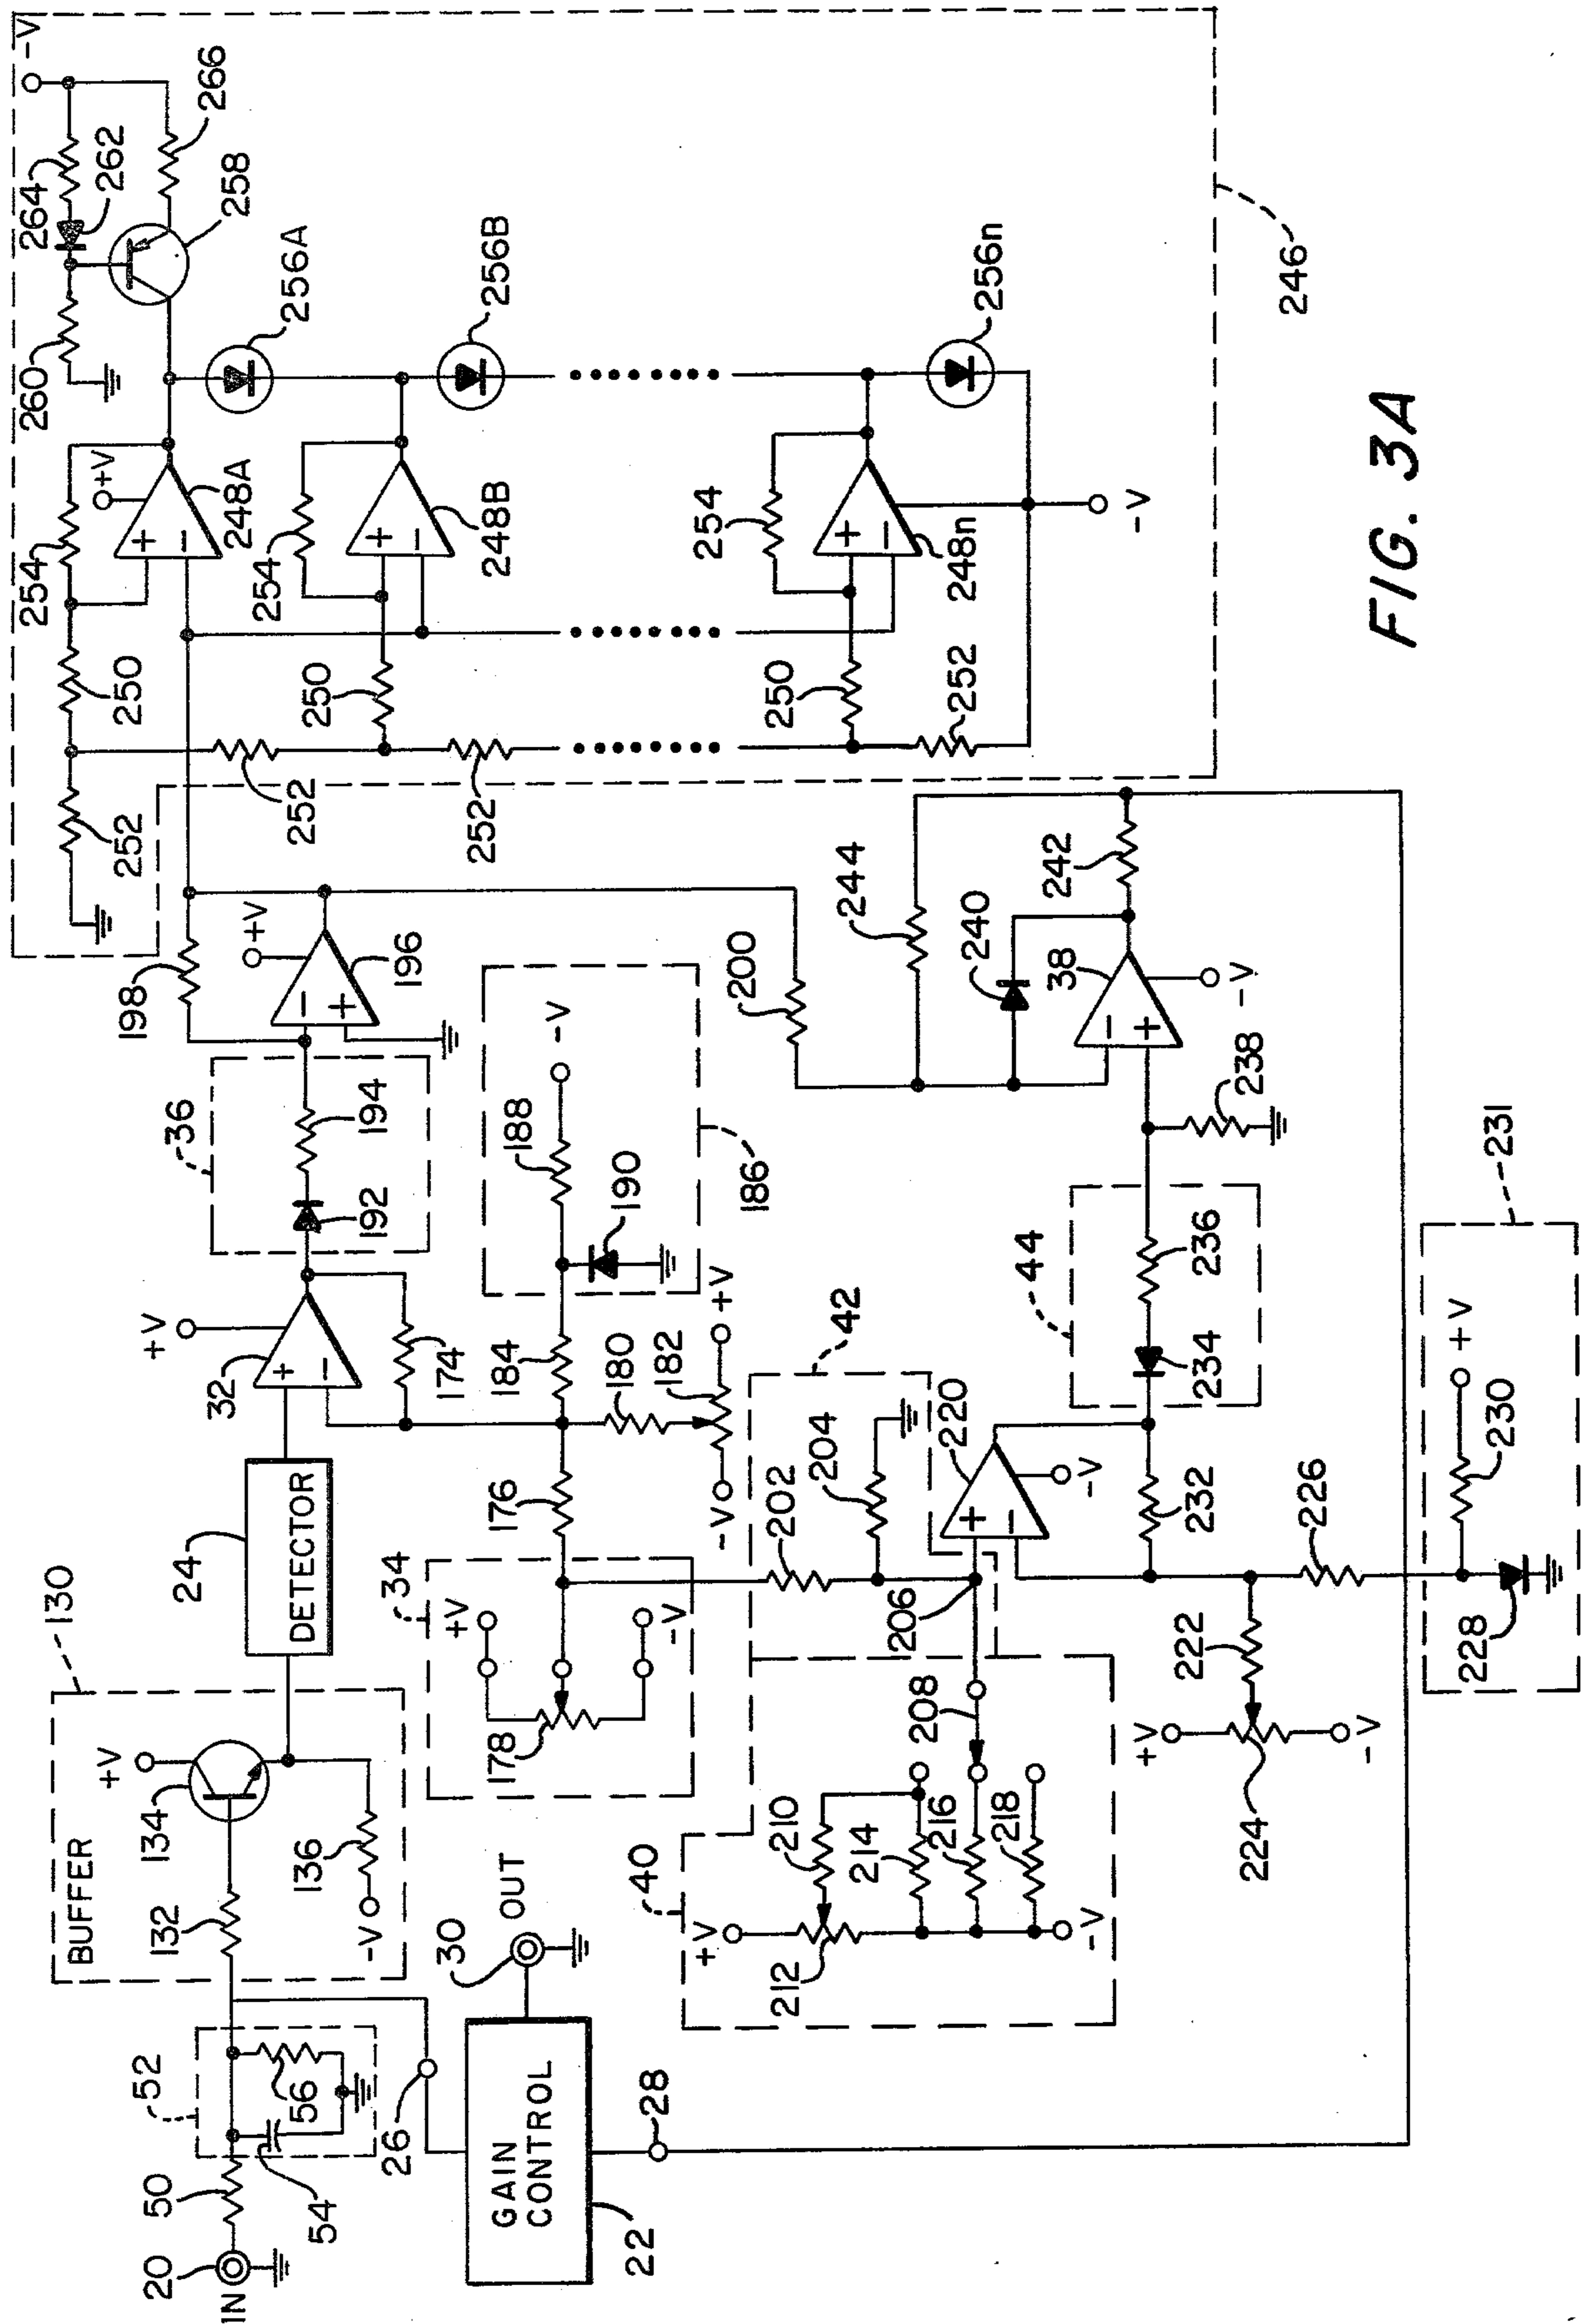 IN
20
50
54
52
56
26
GAIN
CONTROL
22
28
30
OUT
BUFFER
130
132
134
+V
136
-V
24
DETECTOR
32
+V
+
-
174
36
192
194
198
+V
-
+
196
34
178
+V
-V
176
184
180
182
-V
+V
186
188
190
-V
200
42
202
204
206
40
+V
212
210
214
216
218
-V
208
220
+
-
-V
232
222
224
+V
-V
226
228
230
+V
231
44
234
236
238
38
-
+
-V
240
242
244
246
252
252
252
252
250
250
250
254
254
254
+V
+
-
248A
+
-
248B
+
-
248n
-V
256A
256B
256n
258
260
262
264
266
-V
FIG. 3A